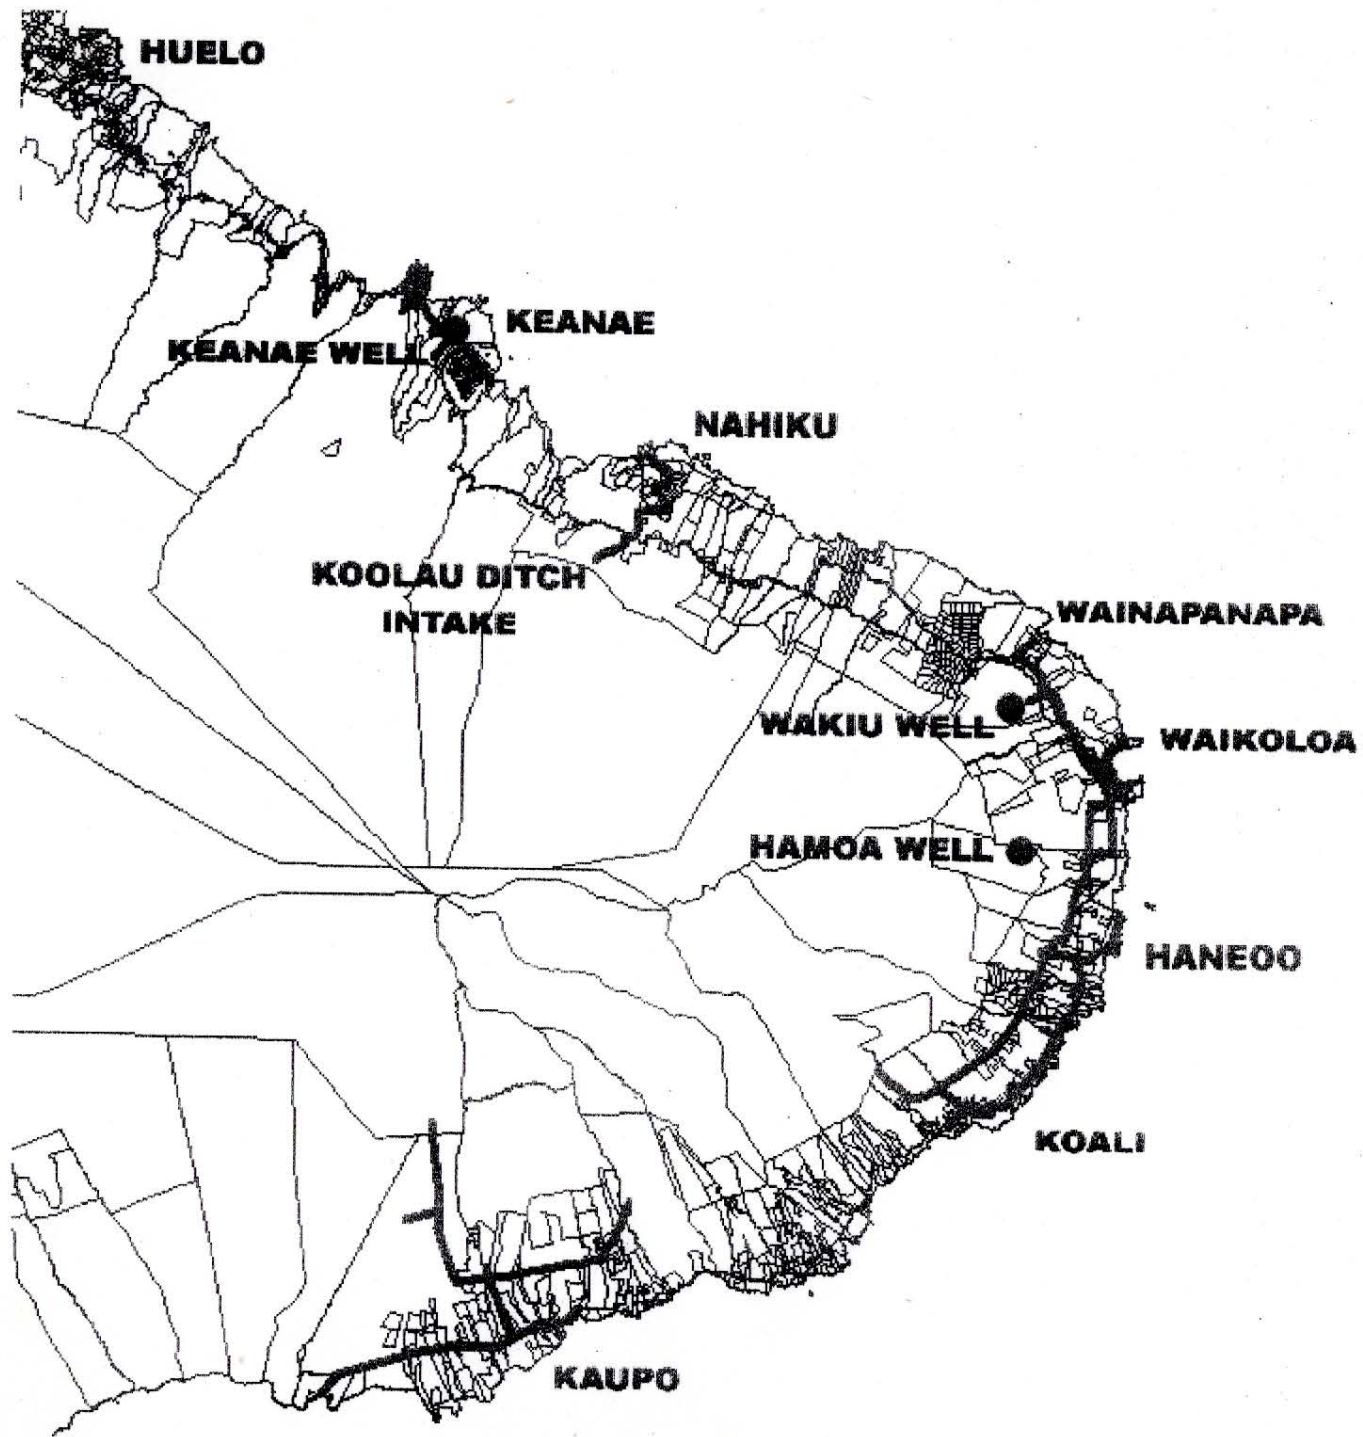 HUELO
KEANAE
KEANAE WELL
NAHIKU
KOOLAU DITCH
INTAKE
WAINAPANAPA
WAKIU WELL
WAIKOLOA
HAMOA WELL
HANEOO
KOALI
KAUPO